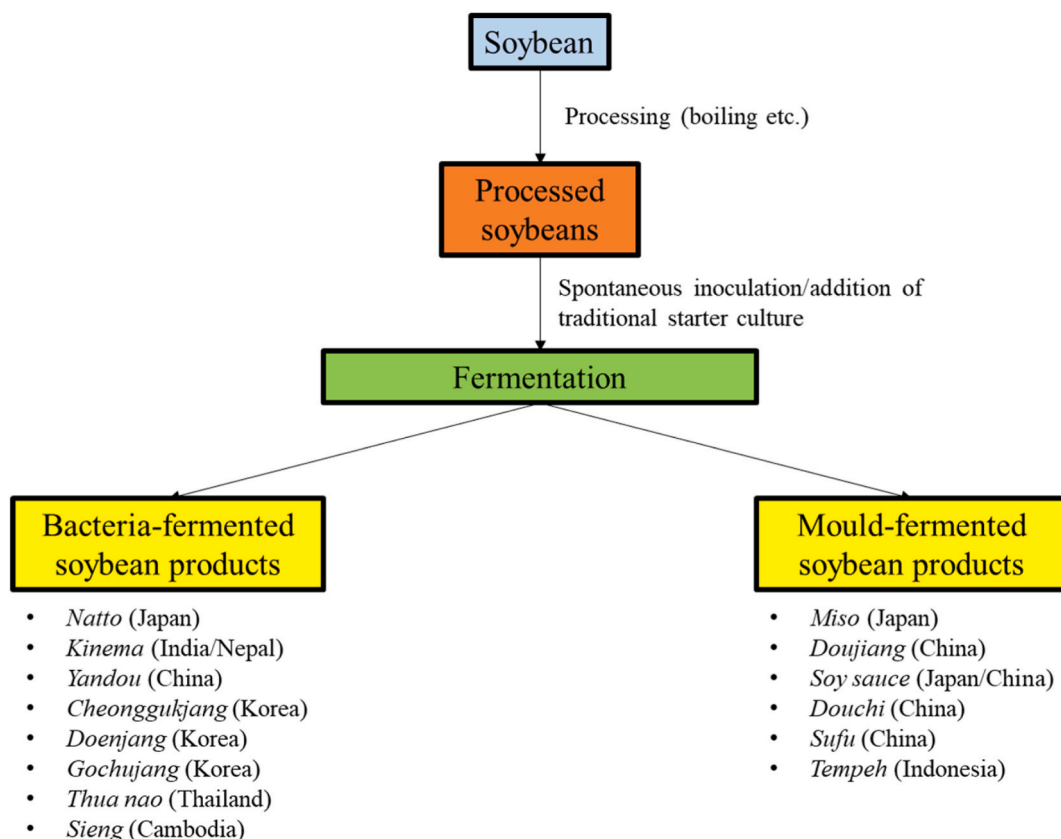 Soybean
Processing (boiling etc.)
Processed
soybeans
Spontaneous inoculation/addition of
traditional starter culture
Fermentation
Bacteria-fermented
soybean products
• Natto (Japan)
• Kinema (India/Nepal)
• Yandou (China)
• Cheonggukjang (Korea)
• Doenjang (Korea)
• Gochujang (Korea)
• Thua nao (Thailand)
• Sieng (Cambodia)
Mould-fermented
soybean products
• Miso (Japan)
• Doujiang (China)
• Soy sauce (Japan/China)
• Douchi (China)
• Sufu (China)
• Tempeh (Indonesia)